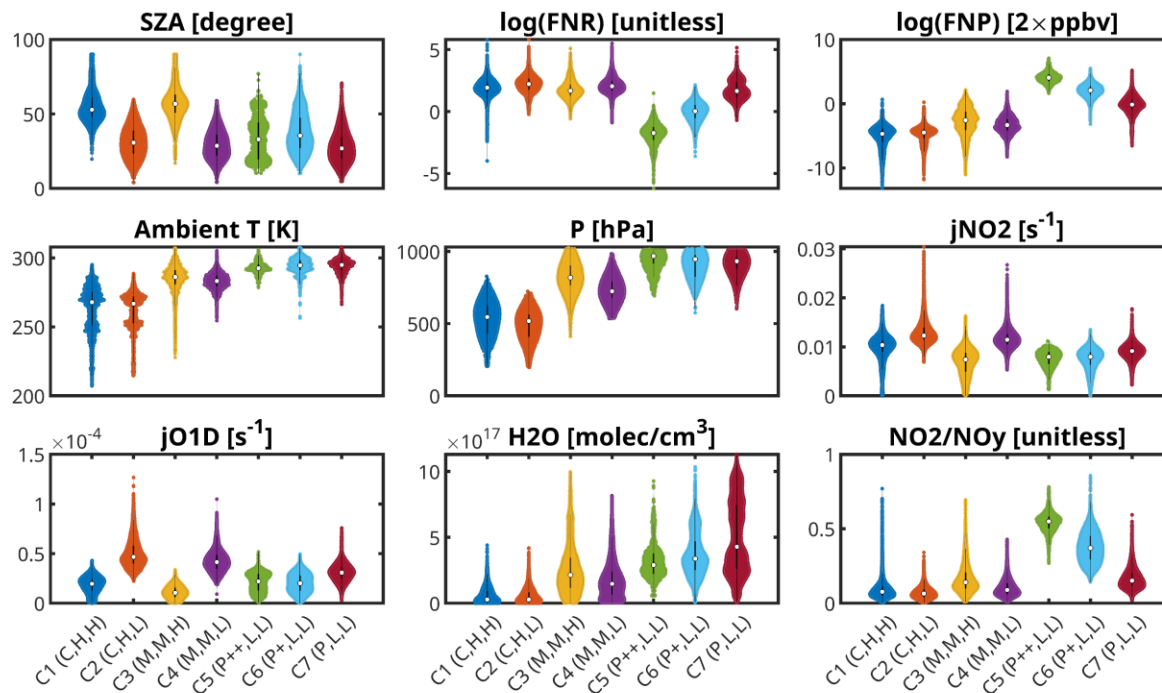 SZA [degree]
100
50
0
log(FNR) [unitless]
5
0
-5
log(FNP) [2×ppbv]
10
0
-10
Ambient T [K]
300
250
200
P [hPa]
1000
500
0
jNO2 [s⁻¹]
0.03
0.02
0.01
0
jO1D [s⁻¹]
×10⁻⁴
1.5
1
0.5
0
H2O [molec/cm³]
×10¹⁷
10
5
0
NO2/NOy [unitless]
1
0.5
0
C1 (C,H,H)
C2 (C,H,L)
C3 (M,M,H)
C4 (M,M,L)
C5 (P++,L,L)
C6 (P+,L,L)
C7 (P,L,L)
C1 (C,H,H)
C2 (C,H,L)
C3 (M,M,H)
C4 (M,M,L)
C5 (P++,L,L)
C6 (P+,L,L)
C7 (P,L,L)
C1 (C,H,H)
C2 (C,H,L)
C3 (M,M,H)
C4 (M,M,L)
C5 (P++,L,L)
C6 (P+,L,L)
C7 (P,L,L)